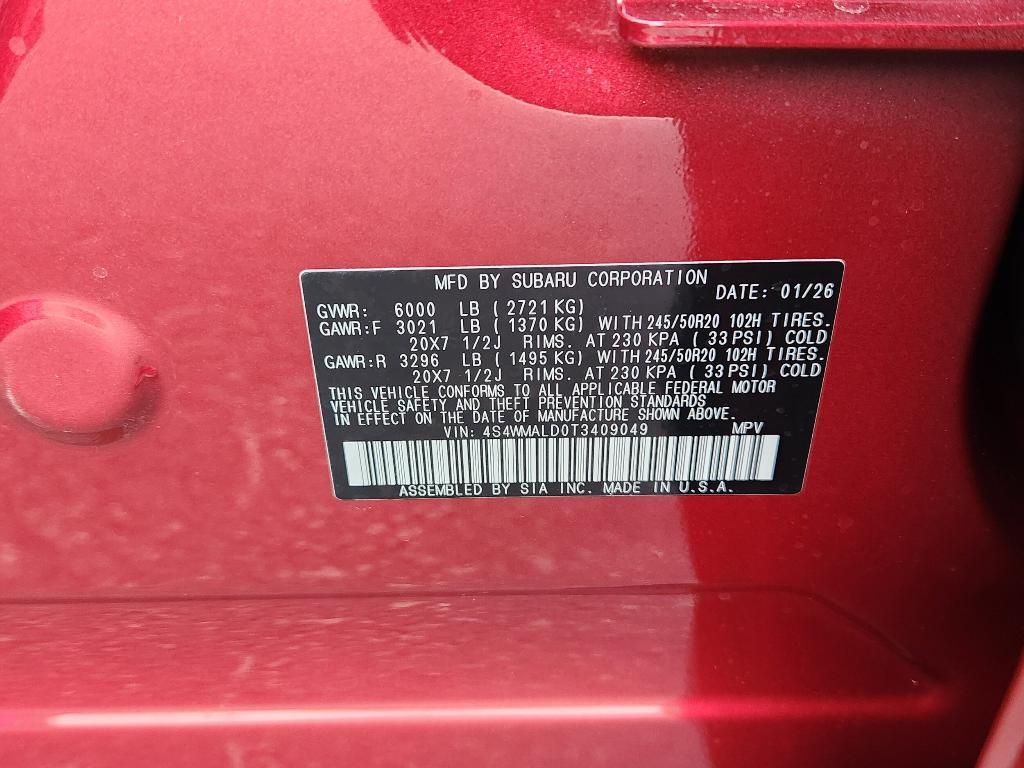 MFD BY SUBARU CORPORATION DATE: 01/26
GVWR: 6000 LB ( 2721 KG)
GAWR:F 3021 LB ( 1370 KG) WITH 245/50R20 102H TIRES.
20X7 1/2J RIMS. AT 230 KPA ( 33 PSI) COLD
GAWR:R 3296 LB ( 1495 KG) WITH 245/50R20 102H TIRES.
20X7 1/2J RIMS. AT 230 KPA ( 33 PSI) COLD
THIS VEHICLE CONFORMS TO ALL APPLICABLE FEDERAL MOTOR
VEHICLE SAFETY AND THEFT PREVENTION STANDARDS
IN EFFECT ON THE DATE OF MANUFACTURE SHOWN ABOVE.
VIN: 4S4WMALD0T3409049 MPV
ASSEMBLED BY SIA INC. MADE IN U.S.A.